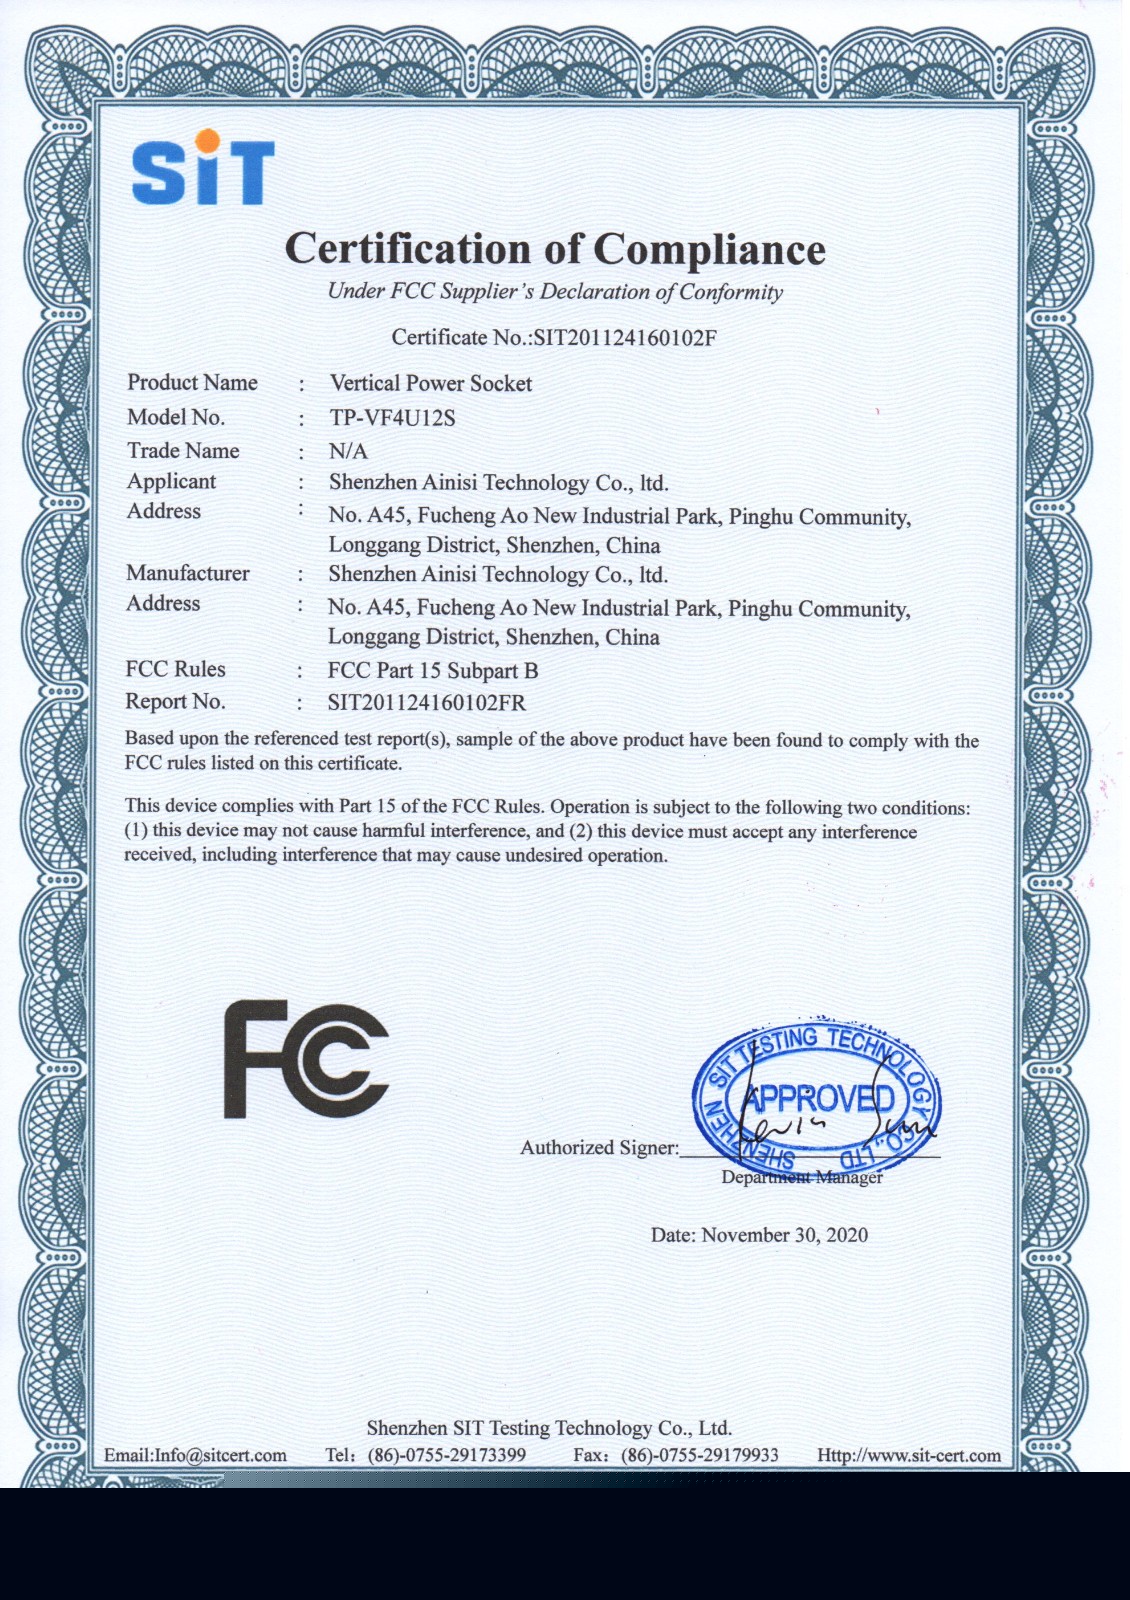 SiT
Certification of Compliance
Under FCC Supplier's Declaration of Conformity
Certificate No.:SIT201124160102F
Product Name : Vertical Power Socket
Model No. : TP-VF4U12S
Trade Name : N/A
Applicant : Shenzhen Ainisi Technology Co., ltd.
Address : No. A45, Fucheng Ao New Industrial Park, Pinghu Community,
Longgang District, Shenzhen, China
Manufacturer : Shenzhen Ainisi Technology Co., ltd.
Address : No. A45, Fucheng Ao New Industrial Park, Pinghu Community,
Longgang District, Shenzhen, China
FCC Rules : FCC Part 15 Subpart B
Report No. : SIT201124160102FR
Based upon the referenced test report(s), sample of the above product have been found to comply with the
FCC rules listed on this certificate.
This device complies with Part 15 of the FCC Rules. Operation is subject to the following two conditions:
(1) this device may not cause harmful interference, and (2) this device must accept any interference
received, including interference that may cause undesired operation.
FCC
SHENZHEN SIT TESTING TECHNOLOGY CO., LTD
APPROVED
Kevin Sun
Authorized Signer:
Department Manager
Date: November 30, 2020
Shenzhen SIT Testing Technology Co., Ltd.
Email:Info@sitcert.com Tel: (86)-0755-29173399 Fax: (86)-0755-29179933 Http://www.sit-cert.com